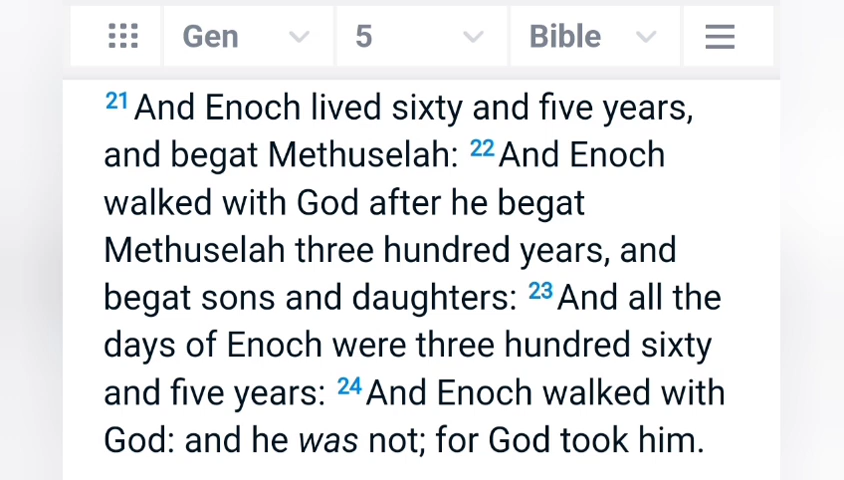 Gen 5 Bible
21 And Enoch lived sixty and five years,
and begat Methuselah: 22 And Enoch
walked with God after he begat
Methuselah three hundred years, and
begat sons and daughters: 23 And all the
days of Enoch were three hundred sixty
and five years: 24 And Enoch walked with
God: and he was not; for God took him.